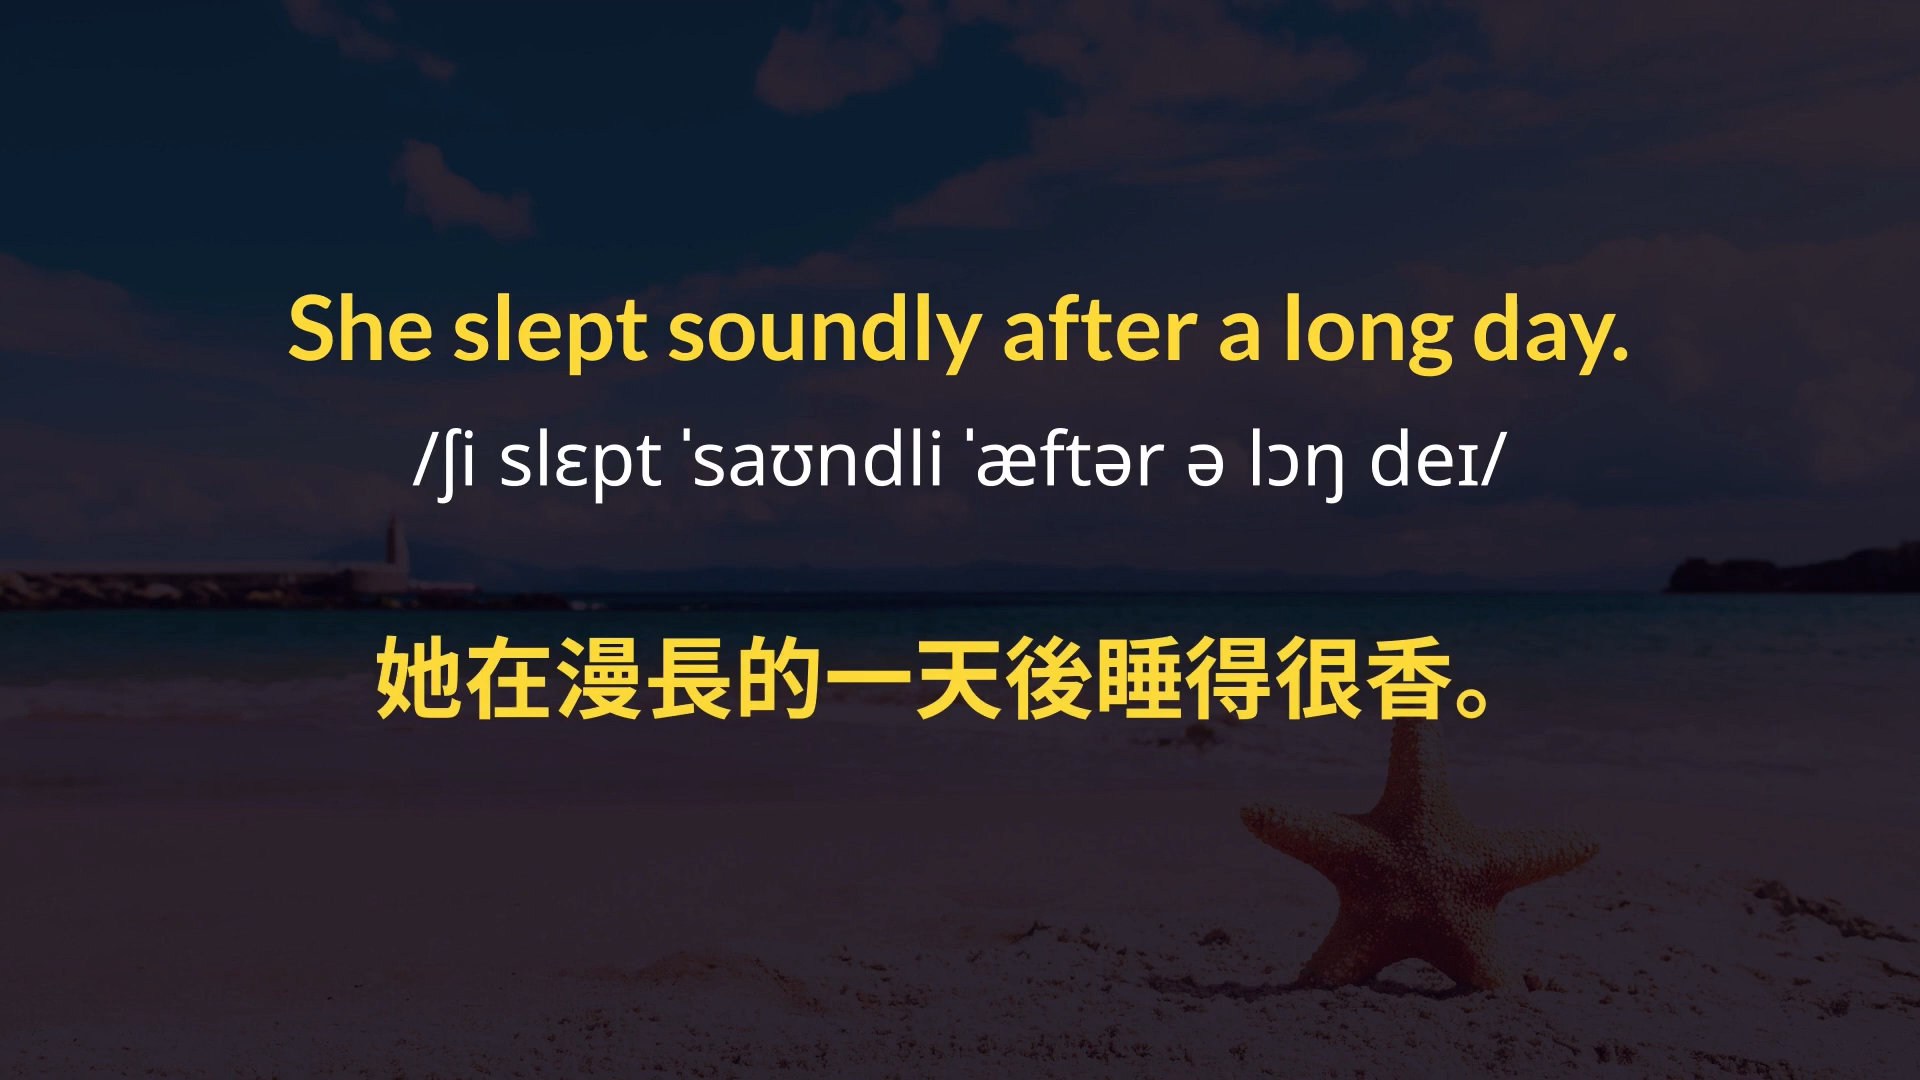 She slept soundly after a long day.
/ʃi slɛpt ˈsaʊndli ˈæftər ə lɔŋ deɪ/
她在漫長的一天後睡得很香。